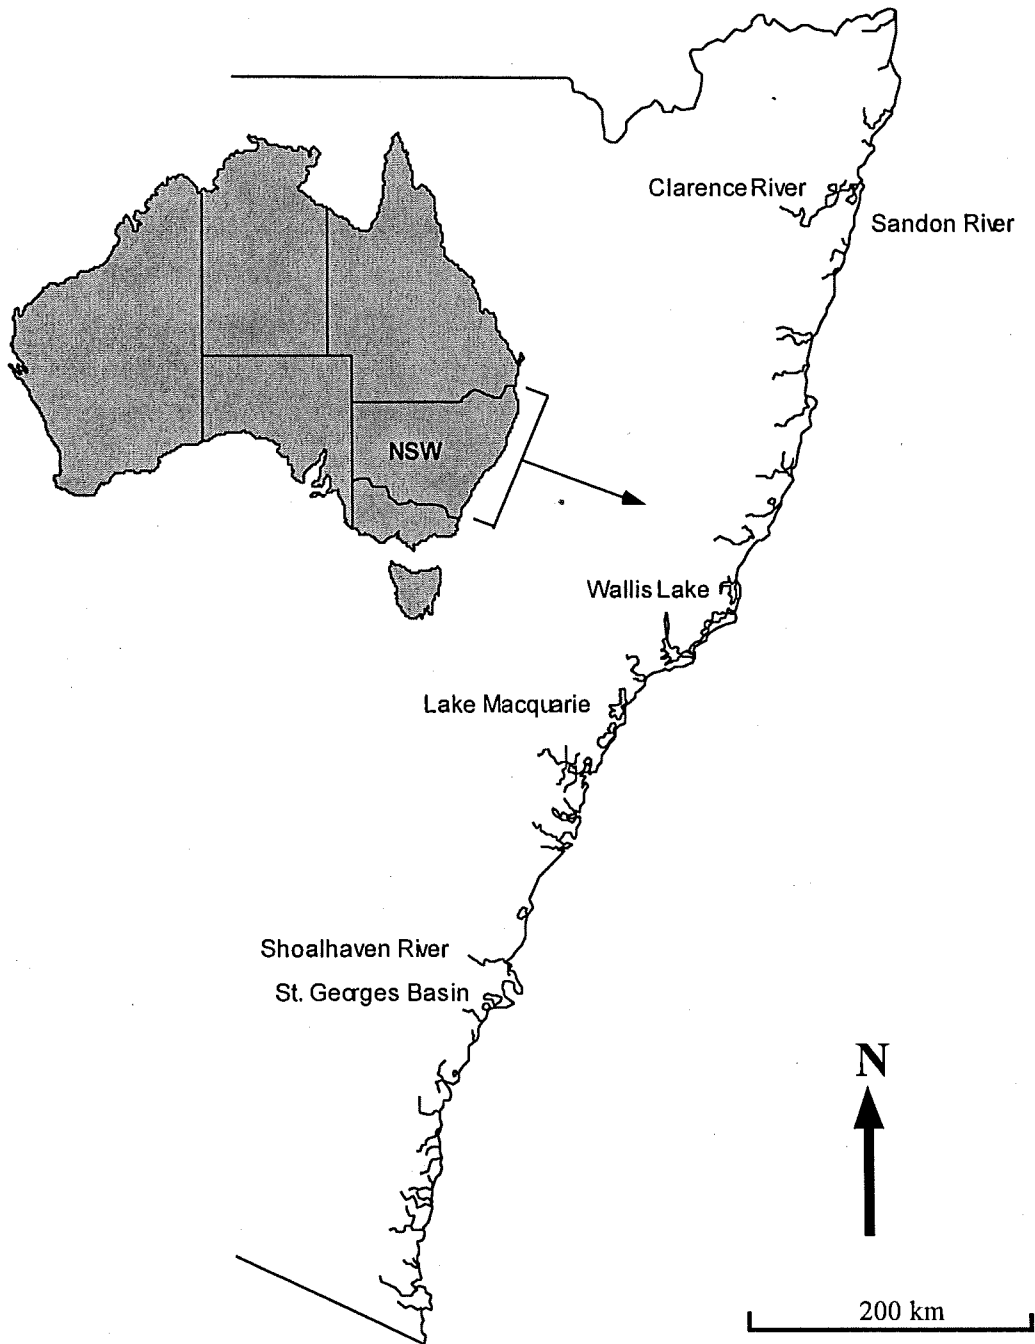 Clarence River
Sandon River
NSW
Wallis Lake
Lake Macquarie
Shoalhaven River
St. Georges Basin
N
200 km